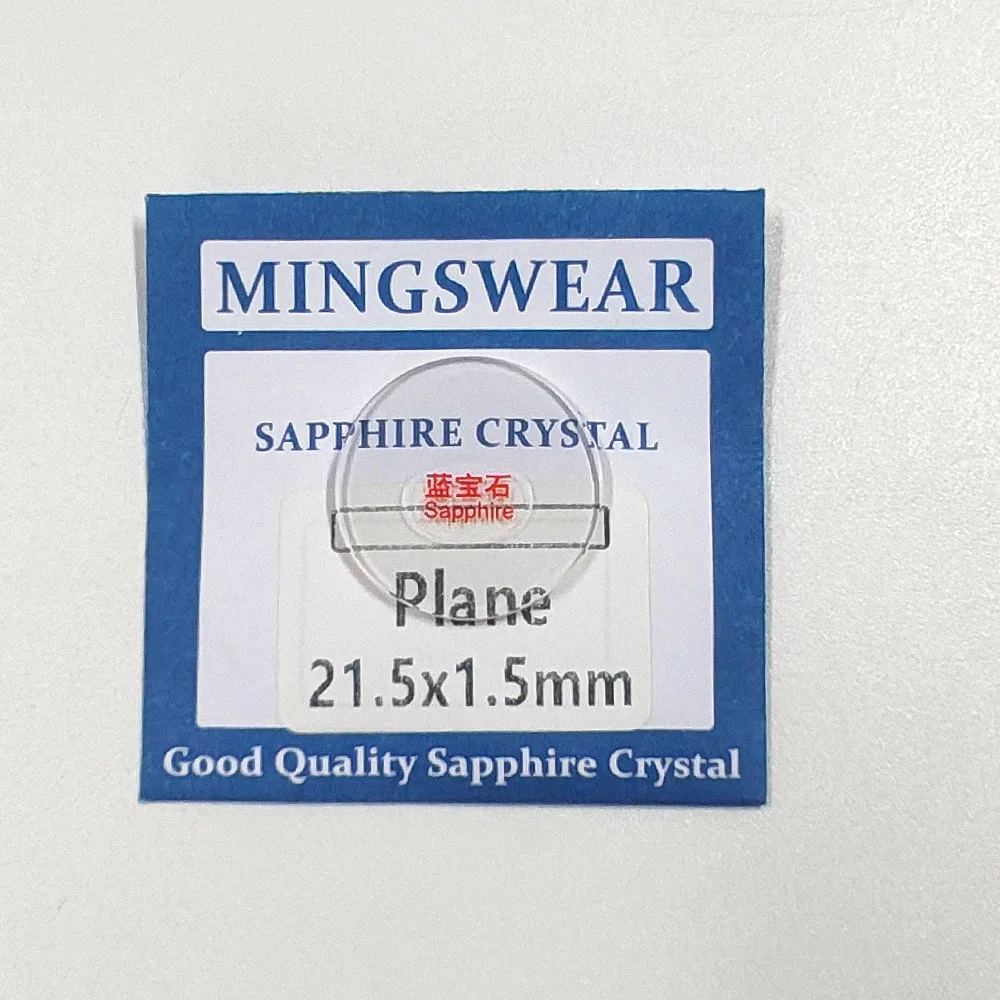 MINGSWEAR
SAPPHIRE CRYSTAL
蓝宝石
Sapphire
Plane
21.5x1.5mm
Good Quality Sapphire Crystal